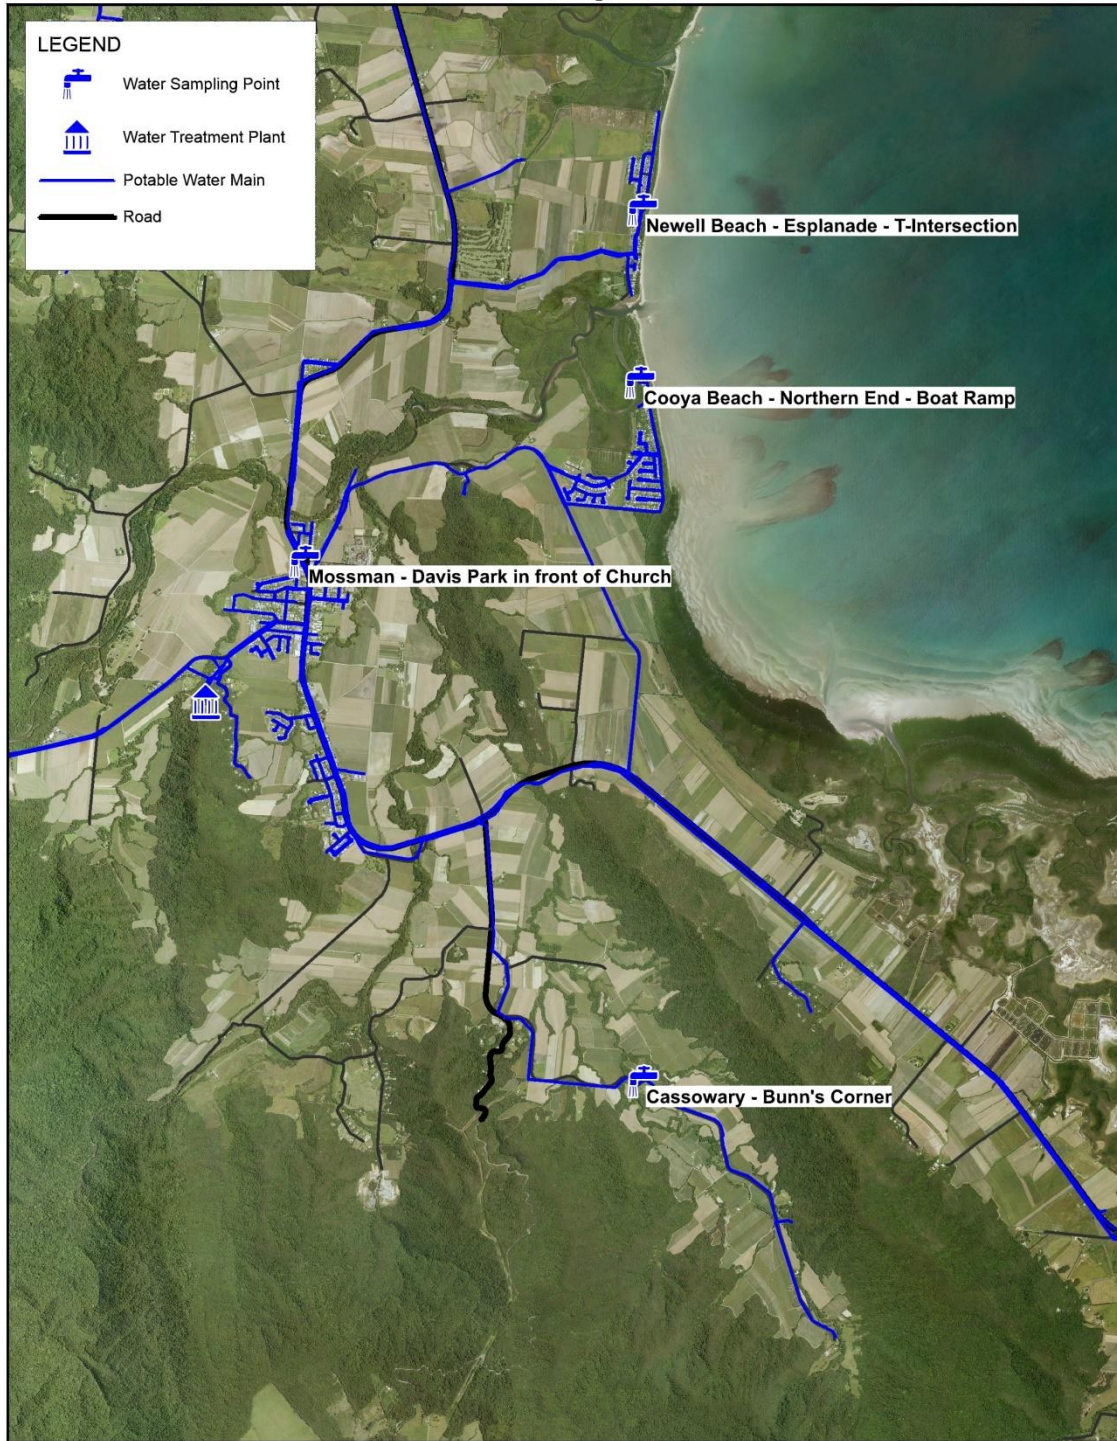 LEGEND
Water Sampling Point
Water Treatment Plant
Potable Water Main
Road
Newell Beach - Esplanade - T-Intersection
Cooya Beach - Northern End - Boat Ramp
Mossman - Davis Park in front of Church
Cassowary - Bunn's Corner